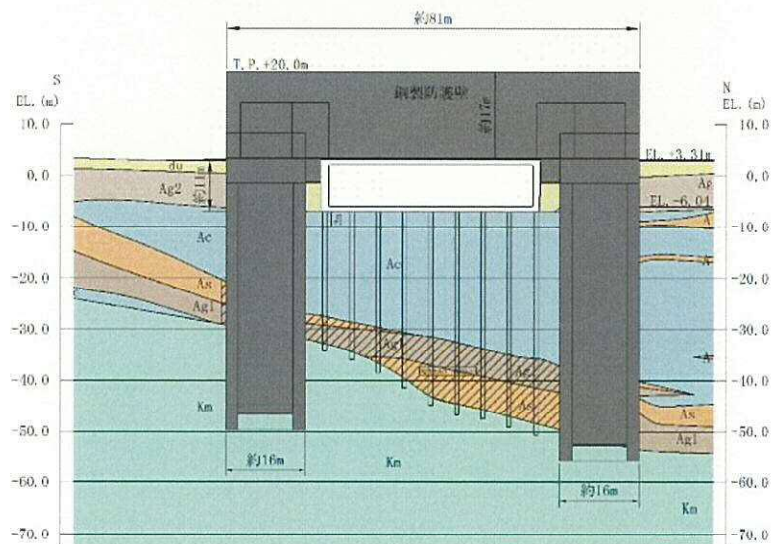 約81m
T.P.+20.0m
S
EL.(m)
N
EL.(m)
鋼製防護壁
約17m
10.0
10.0
EL.+3.31m
du
約11m
0.0
0.0
Ag2
Ag
EL.-6.04
-10.0
-10.0
Ac
Ac
-20.0
-20.0
As
Ag1
-30.0
-30.0
-40.0
-40.0
Km
As
As
Ag1
-50.0
-50.0
約16m
Km
-60.0
-60.0
約16m
Km
-70.0
-70.0